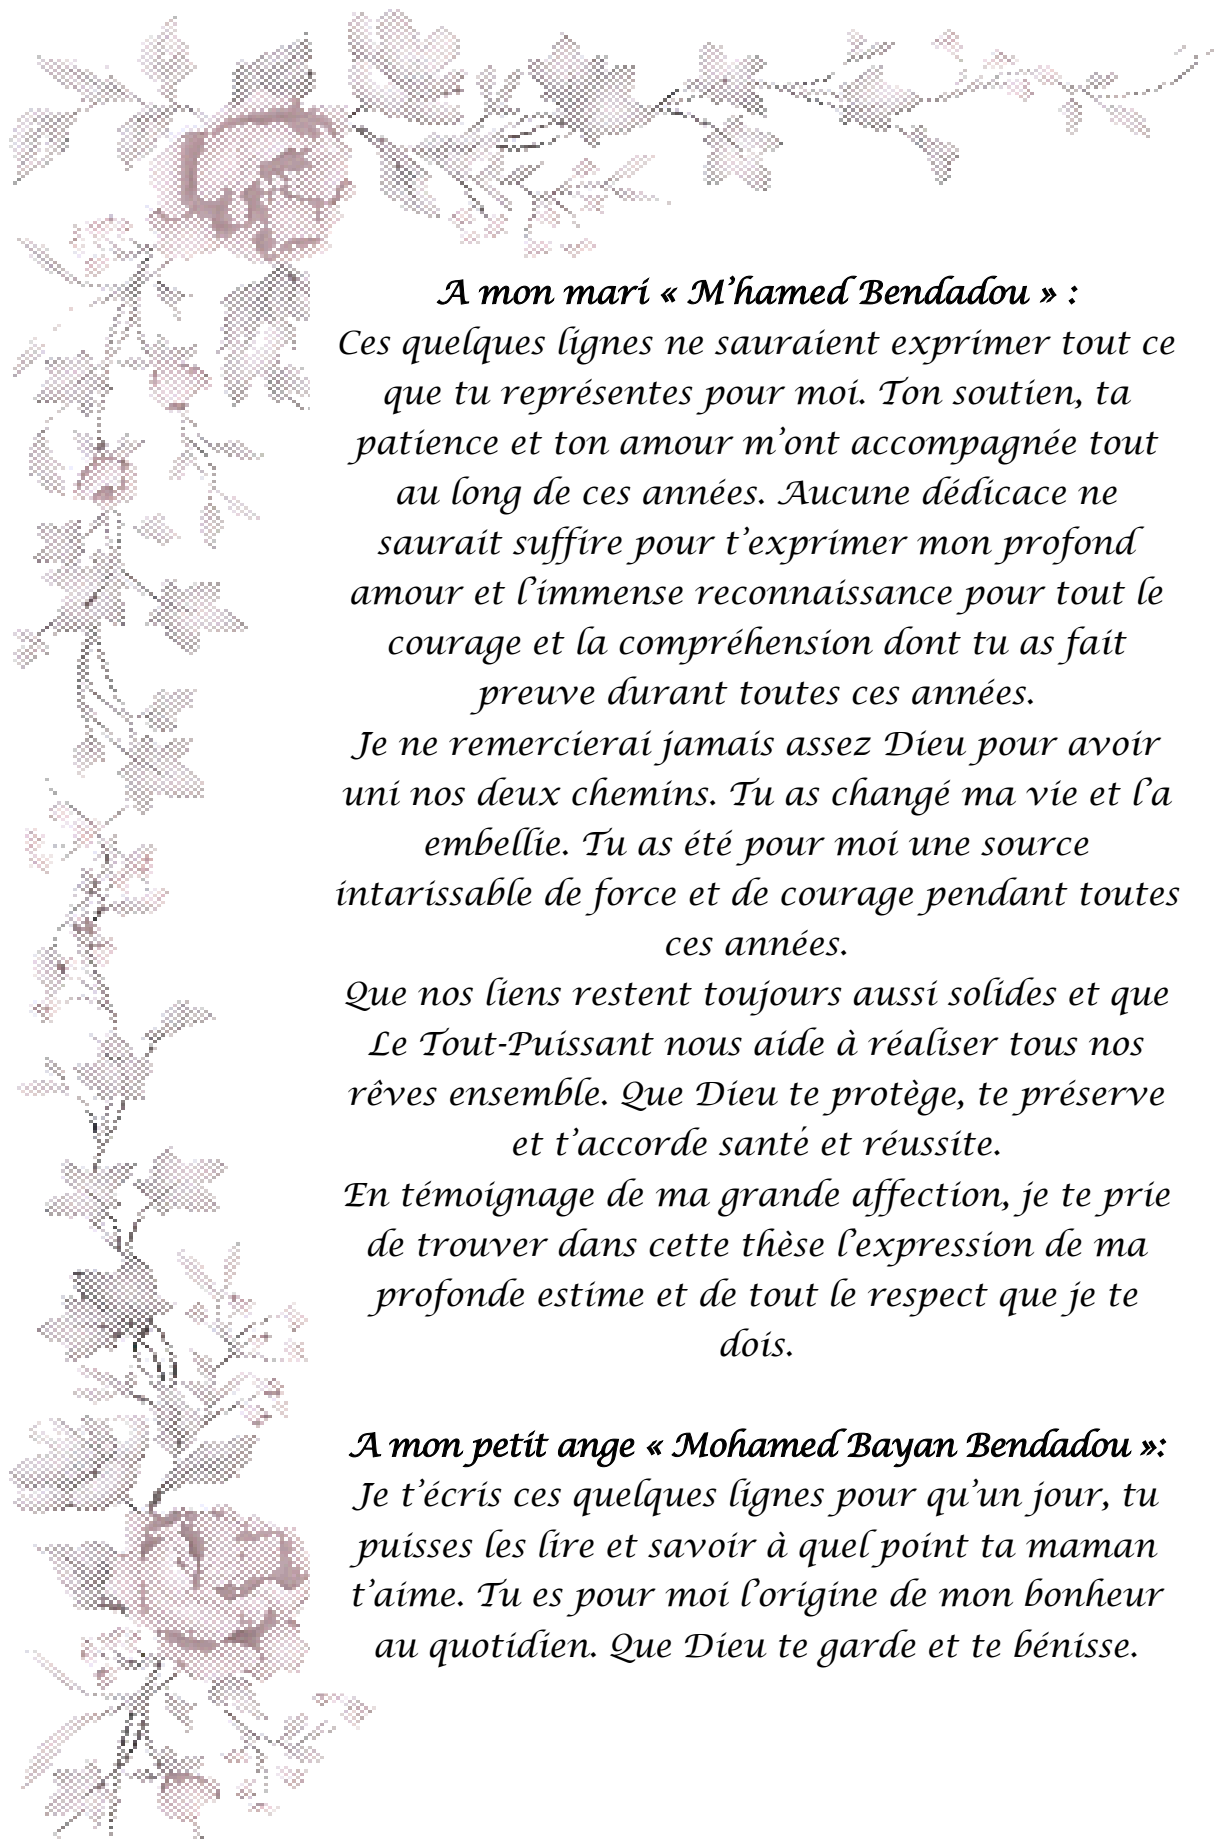 A mon mari « M’hamed Bendadou » :
Ces quelques lignes ne sauraient exprimer tout ce
que tu représentes pour moi. Ton soutien, ta
patience et ton amour m’ont accompagnée tout
au long de ces années. Aucune dédicace ne
saurait suffire pour t’exprimer mon profond
amour et l’immense reconnaissance pour tout le
courage et la compréhension dont tu as fait
preuve durant toutes ces années.
Je ne remercierai jamais assez Dieu pour avoir
uni nos deux chemins. Tu as changé ma vie et l’a
embellie. Tu as été pour moi une source
intarissable de force et de courage pendant toutes
ces années.
Que nos liens restent toujours aussi solides et que
Le Tout-Puissant nous aide à réaliser tous nos
rêves ensemble. Que Dieu te protège, te préserve
et t’accorde santé et réussite.
En témoignage de ma grande affection, je te prie
de trouver dans cette thèse l’expression de ma
profonde estime et de tout le respect que je te
dois.
A mon petit ange « Mohamed Bayan Bendadou »:
Je t’écris ces quelques lignes pour qu’un jour, tu
puisses les lire et savoir à quel point ta maman
t’aime. Tu es pour moi l’origine de mon bonheur
au quotidien. Que Dieu te garde et te bénisse.